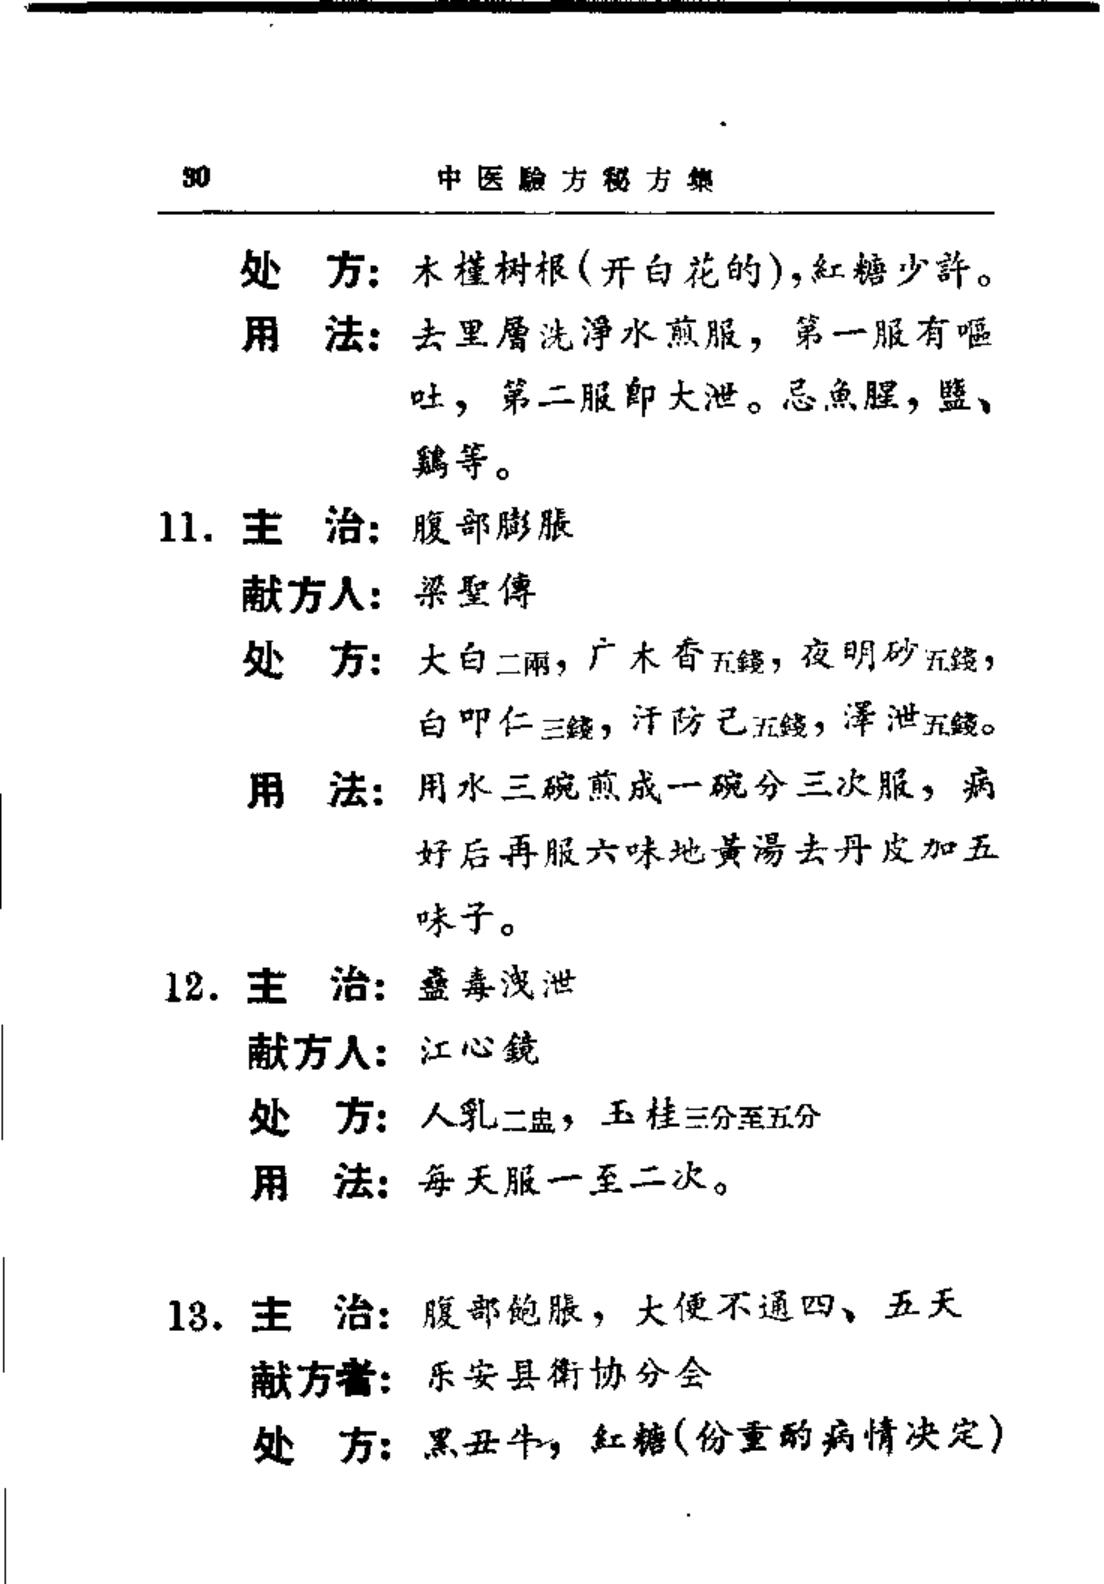 30 中医驗方秘方集
处 方：木槿树根(开白花的)，紅糖少許。
用 法：去里層洗淨水煎服，第一服有嘔
吐，第二服即大泄。忌魚腥，鹽、
鷄等。
11. 主 治：腹部膨脹
献方人：梁聖傳
处 方：大白二兩，广木香五錢，夜明砂五錢，
白叩仁三錢，汗防己五錢，澤泄五錢。
用 法：用水三碗煎成一碗分三次服，病
好后再服六味地黃湯去丹皮加五
味子。
12. 主 治：蠱毒洩泄
献方人：江心鏡
处 方：人乳二盅，玉桂三分至五分
用 法：每天服一至二次。
13. 主 治：腹部飽脹，大便不通四、五天
献方者：乐安县衛协分会
处 方：黑丑牛，紅糖(份重酌病情决定)